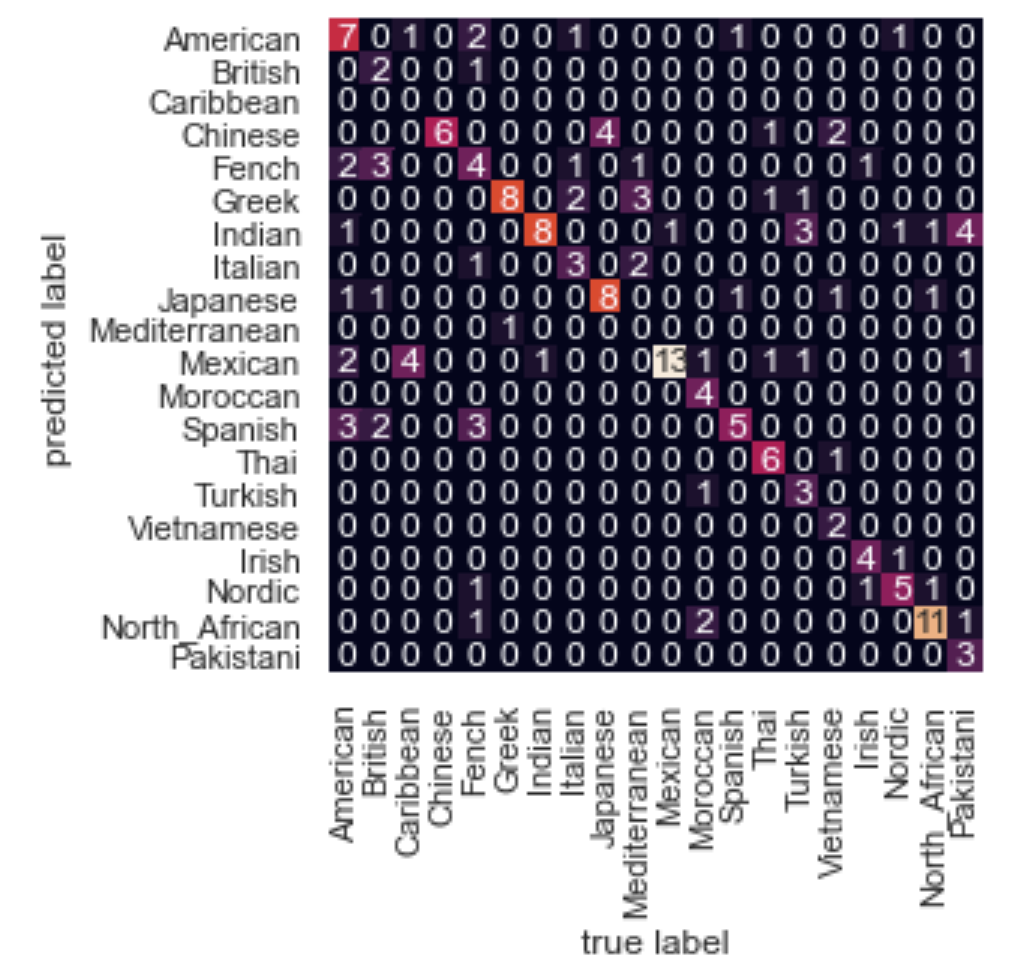 American 7 0 1 0 2 0 0 1 0 0 0 0 1 0 0 0 0 1 0 0
British 0 2 0 0 1 0 0 0 0 0 0 0 0 0 0 0 0 0 0 0
Caribbean 0 0 0 0 0 0 0 0 0 0 0 0 0 0 0 0 0 0 0 0
Chinese 0 0 0 6 0 0 0 0 4 0 0 0 0 1 0 2 0 0 0 0
Fench 2 3 0 0 4 0 0 1 0 1 0 0 0 0 0 0 1 0 0 0
Greek 0 0 0 0 0 8 0 2 0 3 0 0 0 1 1 0 0 0 0 0
Indian 1 0 0 0 0 0 8 0 0 0 1 0 0 0 3 0 0 1 1 4
Italian 0 0 0 0 1 0 0 3 0 2 0 0 0 0 0 0 0 0 0 0
Japanese 1 1 0 0 0 0 0 0 8 0 0 0 1 0 0 1 0 0 1 0
Mediterranean 0 0 0 0 0 1 0 0 0 0 0 0 0 0 0 0 0 0 0 0
Mexican 2 0 4 0 0 0 1 0 0 0 13 1 0 1 1 0 0 0 0 1
Moroccan 0 0 0 0 0 0 0 0 0 0 0 4 0 0 0 0 0 0 0 0
Spanish 3 2 0 0 3 0 0 0 0 0 0 0 5 0 0 0 0 0 0 0
Thai 0 0 0 0 0 0 0 0 0 0 0 0 0 6 0 1 0 0 0 0
Turkish 0 0 0 0 0 0 0 0 0 0 0 1 0 0 3 0 0 0 0 0
Vietnamese 0 0 0 0 0 0 0 0 0 0 0 0 0 0 0 2 0 0 0 0
Irish 0 0 0 0 0 0 0 0 0 0 0 0 0 0 0 0 4 1 0 0
Nordic 0 0 0 0 1 0 0 0 0 0 0 0 0 0 0 0 1 5 1 0
North_African 0 0 0 0 1 0 0 0 0 0 0 2 0 0 0 0 0 0 11 1
Pakistani 0 0 0 0 0 0 0 0 0 0 0 0 0 0 0 0 0 0 0 3
predicted label
American
British
Caribbean
Chinese
Fench
Greek
Indian
Italian
Japanese
Mediterranean
Mexican
Moroccan
Spanish
Thai
Turkish
Vietnamese
Irish
Nordic
North_African
Pakistani
true label